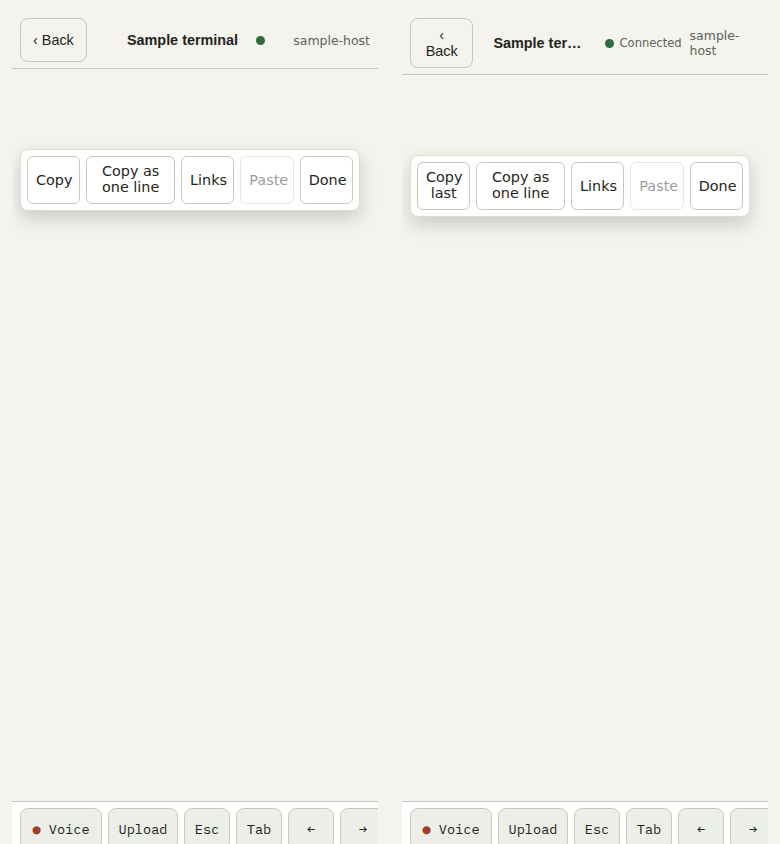 ‹ Back Sample terminal sample-host
Copy Copy as one line Links Paste Done
● Voice Upload Esc Tab ← →
‹ Back Sample ter… Connected sample-host
Copy last Copy as one line Links Paste Done
● Voice Upload Esc Tab ← →